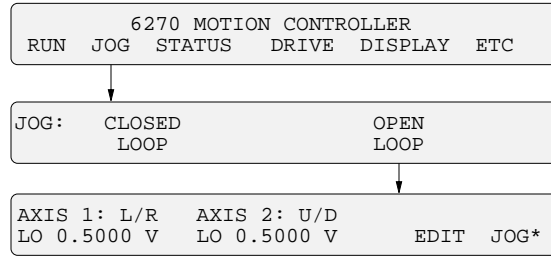 6270 MOTION CONTROLLER
RUN JOG STATUS DRIVE DISPLAY ETC
JOG: CLOSED OPEN
LOOP LOOP
AXIS 1: L/R AXIS 2: U/D
LO 0.5000 V LO 0.5000 V EDIT JOG*